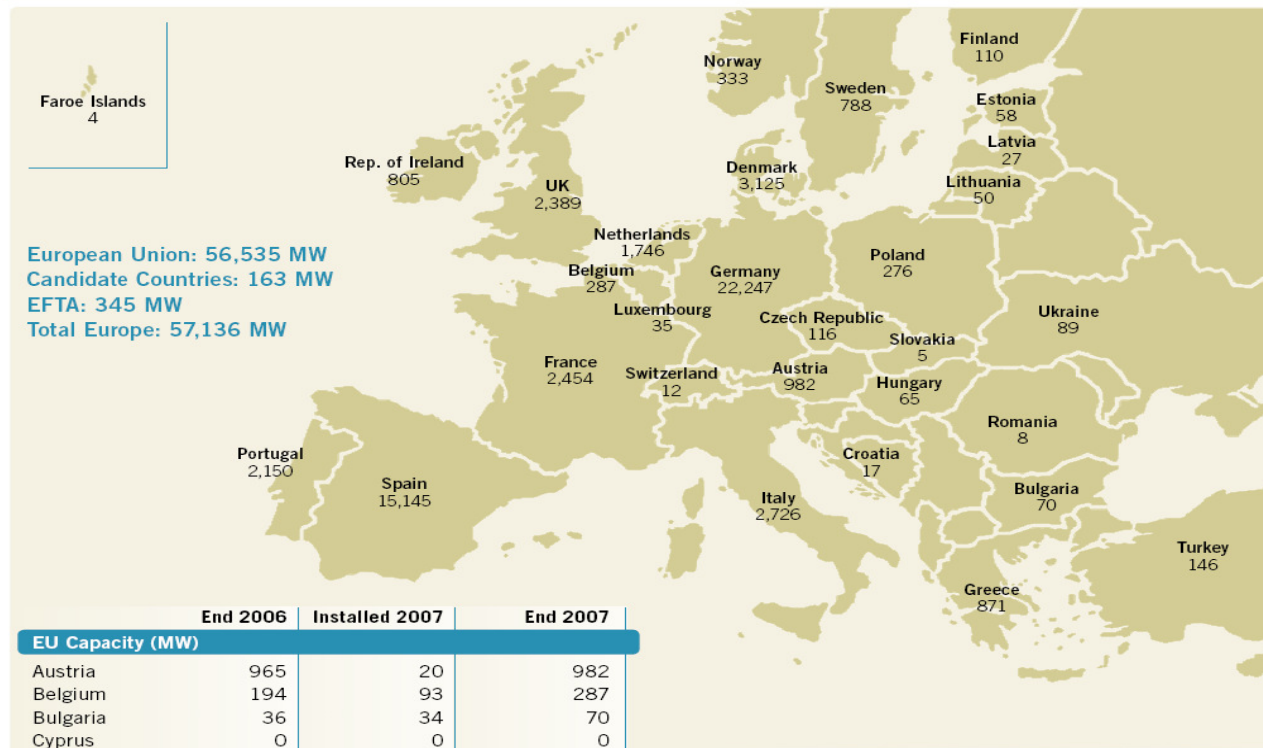 Finland
110
Norway
333
Sweden
788
Faroe Islands
4
Estonia
58
Latvia
27
Rep. of Ireland
805
Denmark
3,125
Lithuania
50
UK
2,389
Netherlands
1,746
European Union: 56,535 MW
Candidate Countries: 163 MW
EFTA: 345 MW
Total Europe: 57,136 MW
Belgium
287
Germany
22,247
Poland
276
Luxembourg
35
Czech Republic
116
Ukraine
89
Slovakia
5
France
2,454
Switzerland
12
Austria
982
Hungary
65
Romania
8
Portugal
2,150
Spain
15,145
Croatia
17
Italy
2,726
Bulgaria
70
Turkey
146
Greece
871
End 2006 Installed 2007 End 2007
EU Capacity (MW)
Austria 965 20 982
Belgium 194 93 287
Bulgaria 36 34 70
Cyprus 0 0 0